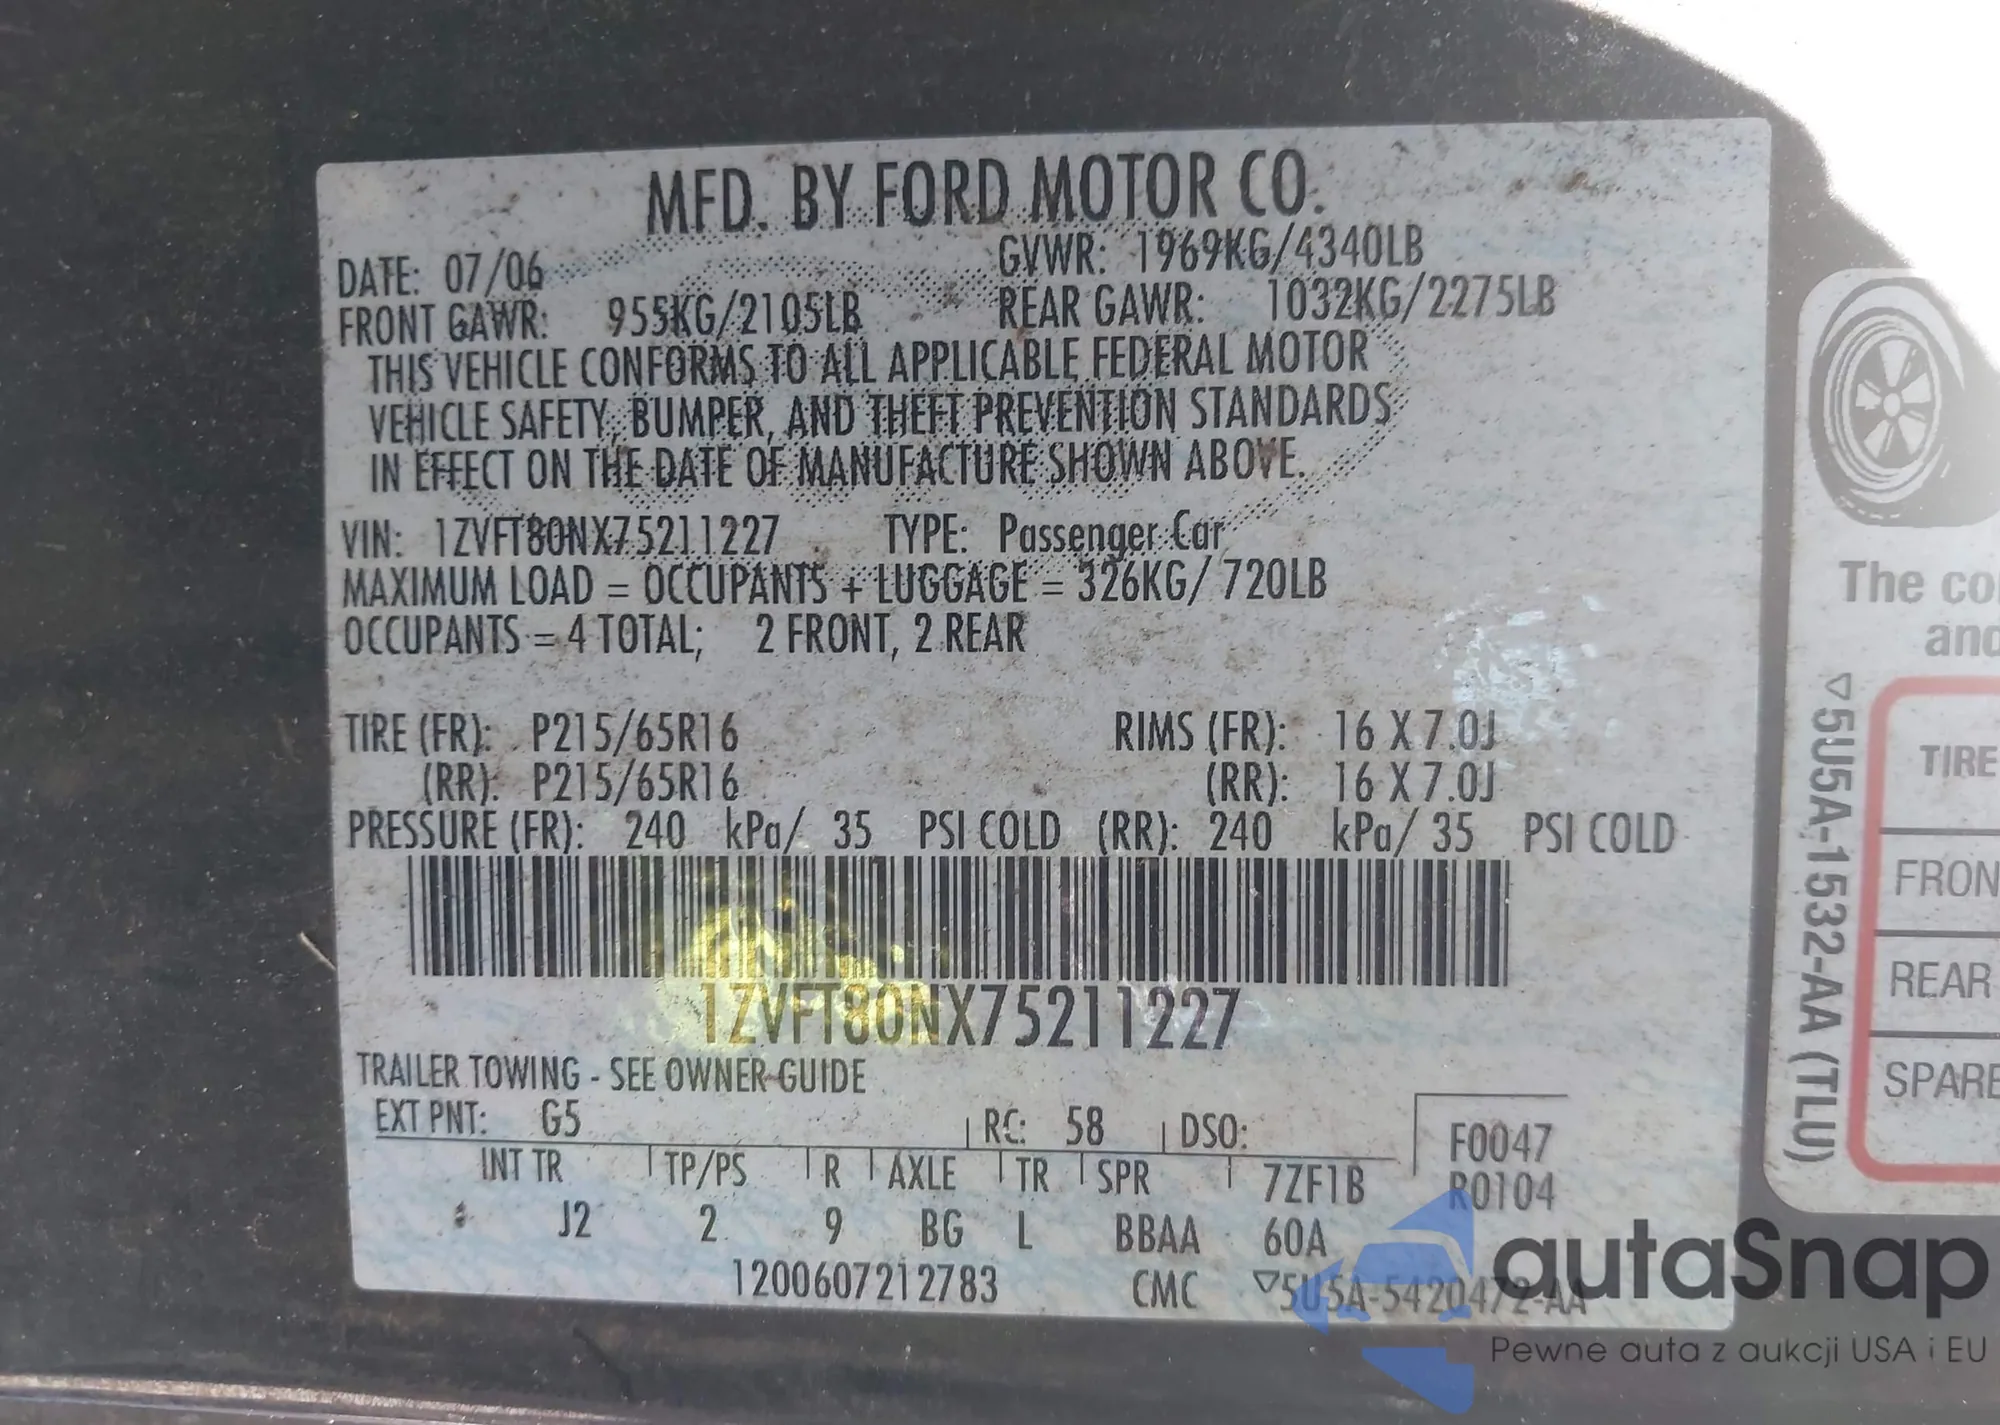 MFD. BY FORD MOTOR CO.
DATE: 07/06 GVWR: 1969KG/4340LB
FRONT GAWR: 955KG/2105LB REAR GAWR: 1032KG/2275LB
THIS VEHICLE CONFORMS TO ALL APPLICABLE FEDERAL MOTOR
VEHICLE SAFETY, BUMPER, AND THEFT PREVENTION STANDARDS
IN EFFECT ON THE DATE OF MANUFACTURE SHOWN ABOVE.
VIN: 1ZVFT80NX75211227 TYPE: Passenger Car
MAXIMUM LOAD = OCCUPANTS + LUGGAGE = 326KG/ 720LB
OCCUPANTS = 4 TOTAL; 2 FRONT, 2 REAR
TIRE (FR): P215/65R16 RIMS (FR): 16 X 7.0J
(RR): P215/65R16 (RR): 16 X 7.0J
PRESSURE (FR): 240 kPa/ 35 PSI COLD (RR): 240 kPa/ 35 PSI COLD
1ZVFT80NX75211227
TRAILER TOWING - SEE OWNER GUIDE
EXT PNT: G5 RC: 58 DSO: F0047
INT TR TP/PS R AXLE TR SPR 7ZF1B R0104
J2 2 9 BG L BBAA 60A
1200607212783 CMC ▽5U5A-5420472-AA
The co
and
▽5U5A-1532-AA (TLU)
TIRE
FRON
REAR
SPARE
autaSnap
Pewne auta z aukcji USA i EU